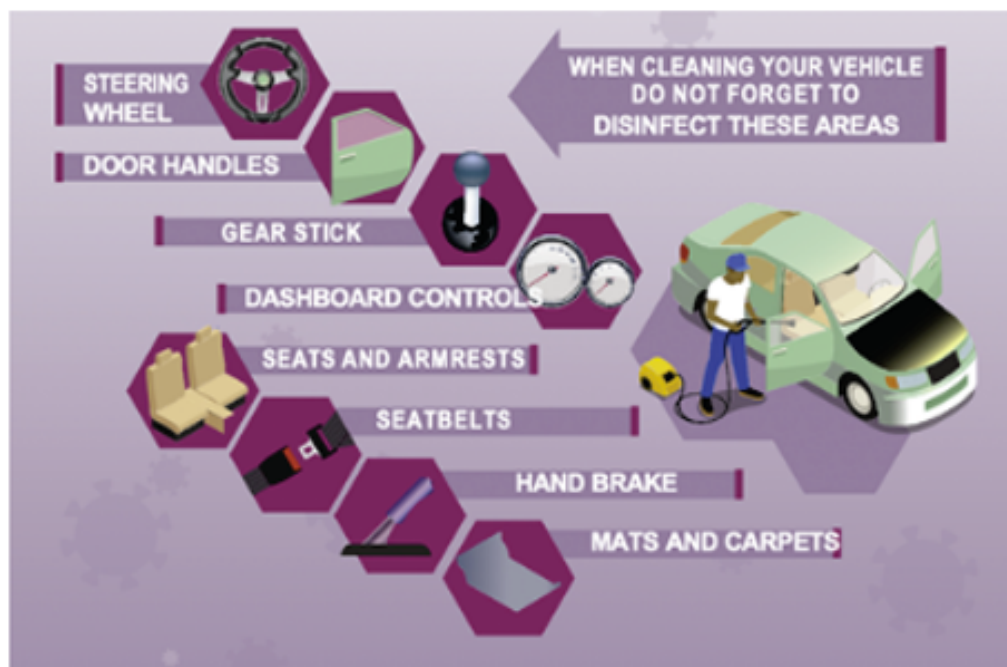 WHEN CLEANING YOUR VEHICLE
DO NOT FORGET TO
DISINFECT THESE AREAS
STEERING
WHEEL
DOOR HANDLES
GEAR STICK
DASHBOARD CONTROLS
SEATS AND ARMRESTS
SEATBELTS
HAND BRAKE
MATS AND CARPETS